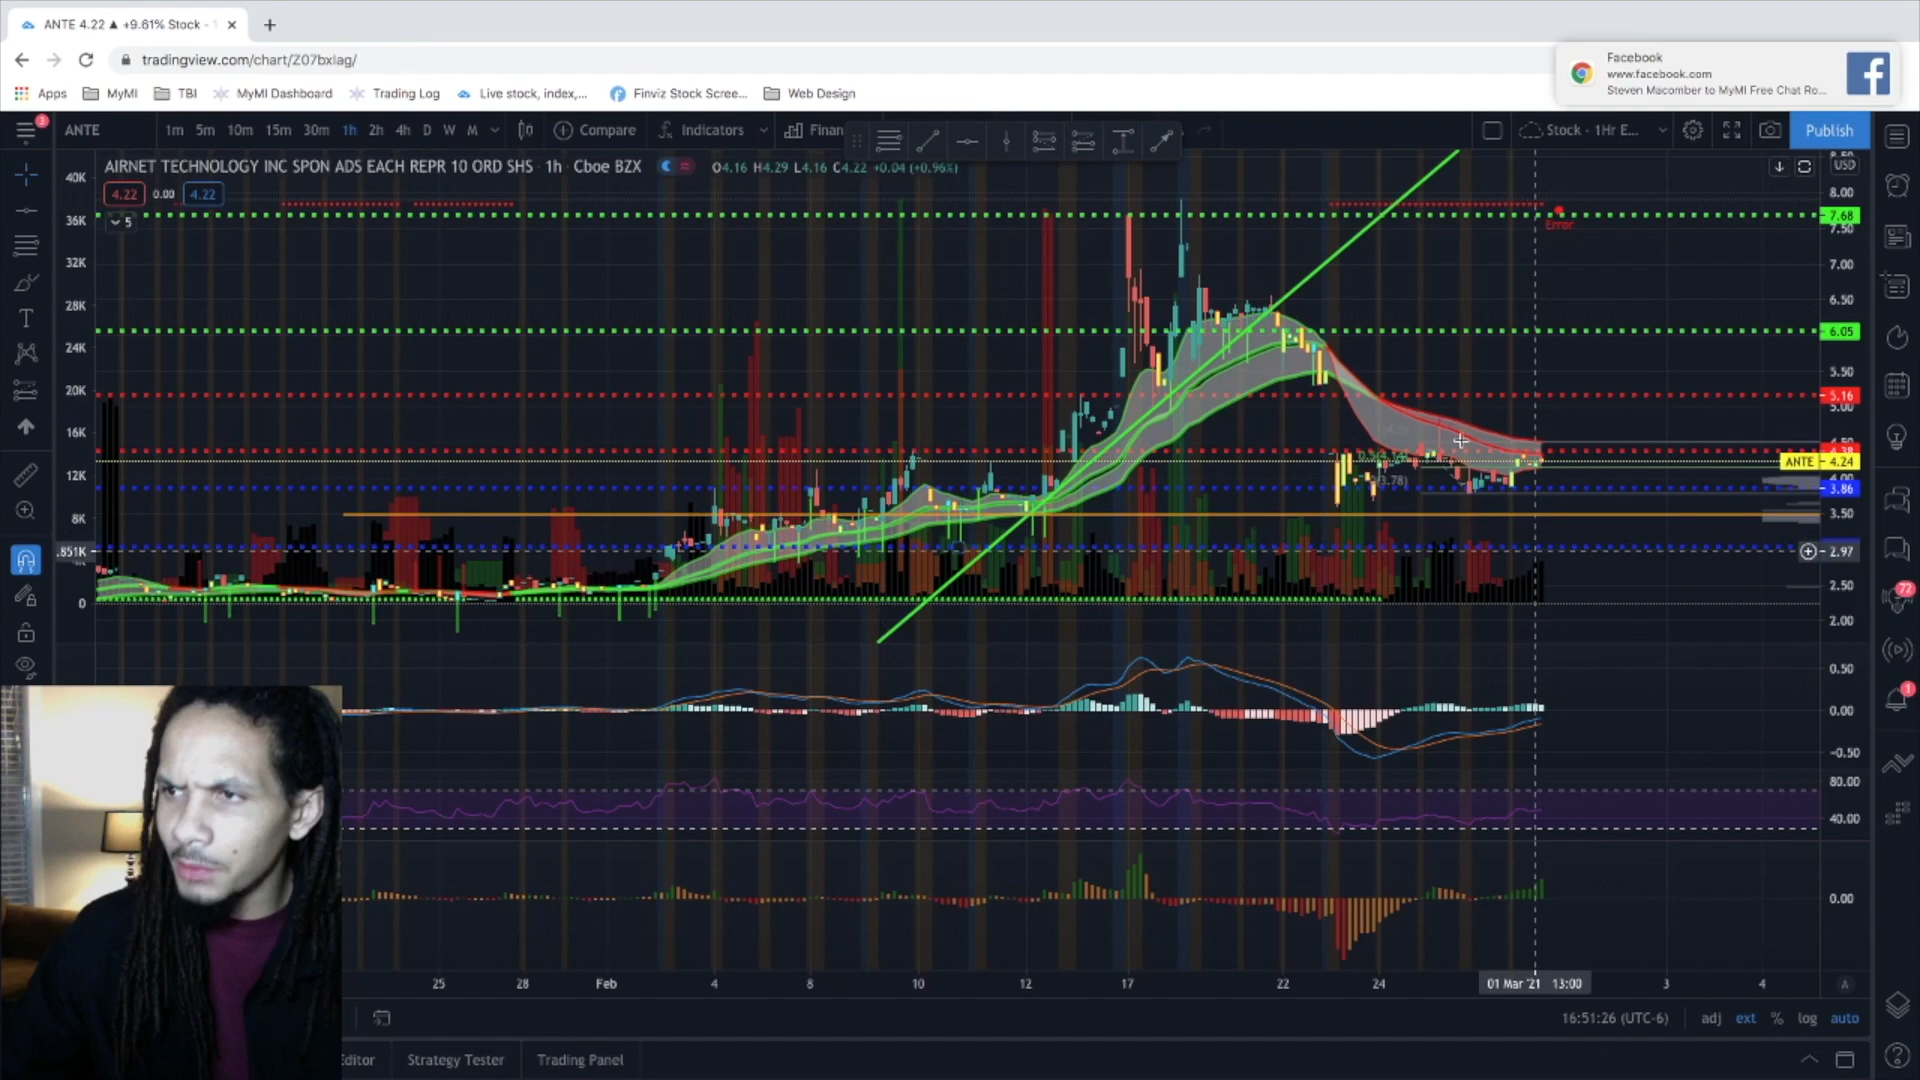 ANTE 4.22 ▲ +9.61% Stock -
tradingview.com/chart/Z07bxlag/
Apps MyMI TBI MyMI Dashboard Trading Log Live stock, index,... Finviz Stock Scree... Web Design
Facebook
www.facebook.com
Steven Macomber to MyMI Free Chat Ro...
3
ANTE 1m 5m 10m 15m 30m 1h 2h 4h D W M Compare Indicators Finan Stock - 1Hr E... Publish
AIRNET TECHNOLOGY INC SPON ADS EACH REPR 10 ORD SHS · 1h · Cboe BZX O4.16 H4.29 L4.16 C4.22 +0.04 (+0.96%)
USD
4.22 0.00 4.22
5
Error
40K
36K
32K
28K
24K
20K
16K
12K
8K
.851K
0
8.00
7.68
7.50
7.00
6.50
6.05
5.50
5.16
5.00
ANTE 4.24
3.86
3.50
2.97
2.50
2.00
0.50
0.00
-0.50
80.00
40.00
0.00
72
1
25 28 Feb 4 8 10 12 17 22 24 01 Mar '21 13:00 3 4 A
16:51:26 (UTC-6) adj ext % log auto
Editor Strategy Tester Trading Panel